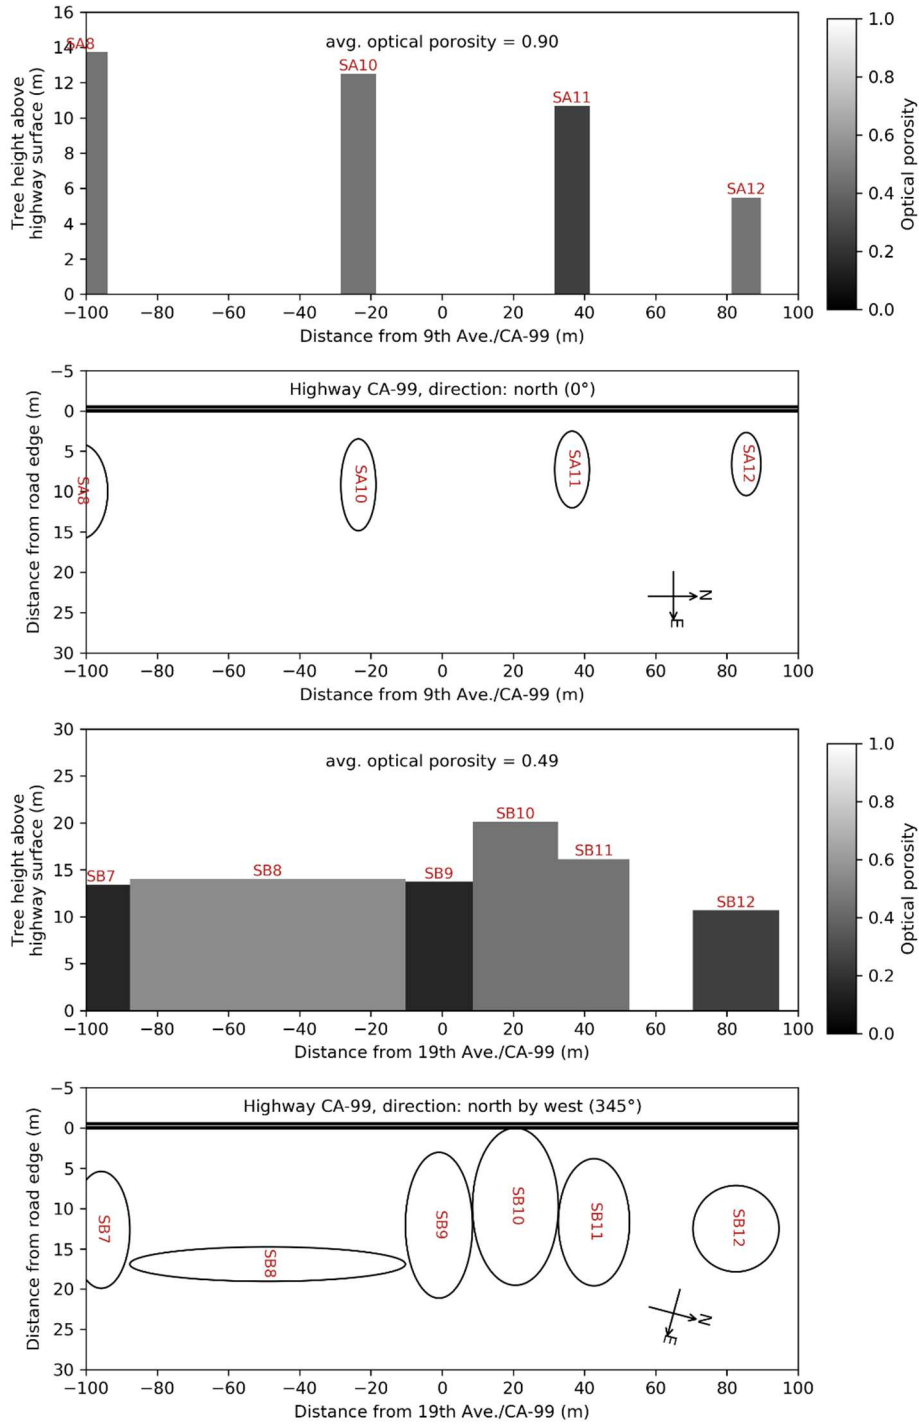 16
14
12
10
8
6
4
2
0
Tree height above
highway surface (m)
avg. optical porosity = 0.90
SA8
SA10
SA11
SA12
−100 −80 −60 −40 −20 0 20 40 60 80 100
Distance from 9th Ave./CA-99 (m)
1.0
0.8
0.6
0.4
0.2
0.0
Optical porosity
−5
0
5
10
15
20
25
30
Distance from road edge (m)
Highway CA-99, direction: north (0°)
SA8
SA10
SA11
SA12
N
E
−100 −80 −60 −40 −20 0 20 40 60 80 100
Distance from 9th Ave./CA-99 (m)
30
25
20
15
10
5
0
Tree height above
highway surface (m)
avg. optical porosity = 0.49
SB7
SB8
SB9
SB10
SB11
SB12
−100 −80 −60 −40 −20 0 20 40 60 80 100
Distance from 19th Ave./CA-99 (m)
1.0
0.8
0.6
0.4
0.2
0.0
Optical porosity
−5
0
5
10
15
20
25
30
Distance from road edge (m)
Highway CA-99, direction: north by west (345°)
SB7
SB8
SB9
SB10
SB11
SB12
N
E
−100 −80 −60 −40 −20 0 20 40 60 80 100
Distance from 19th Ave./CA-99 (m)